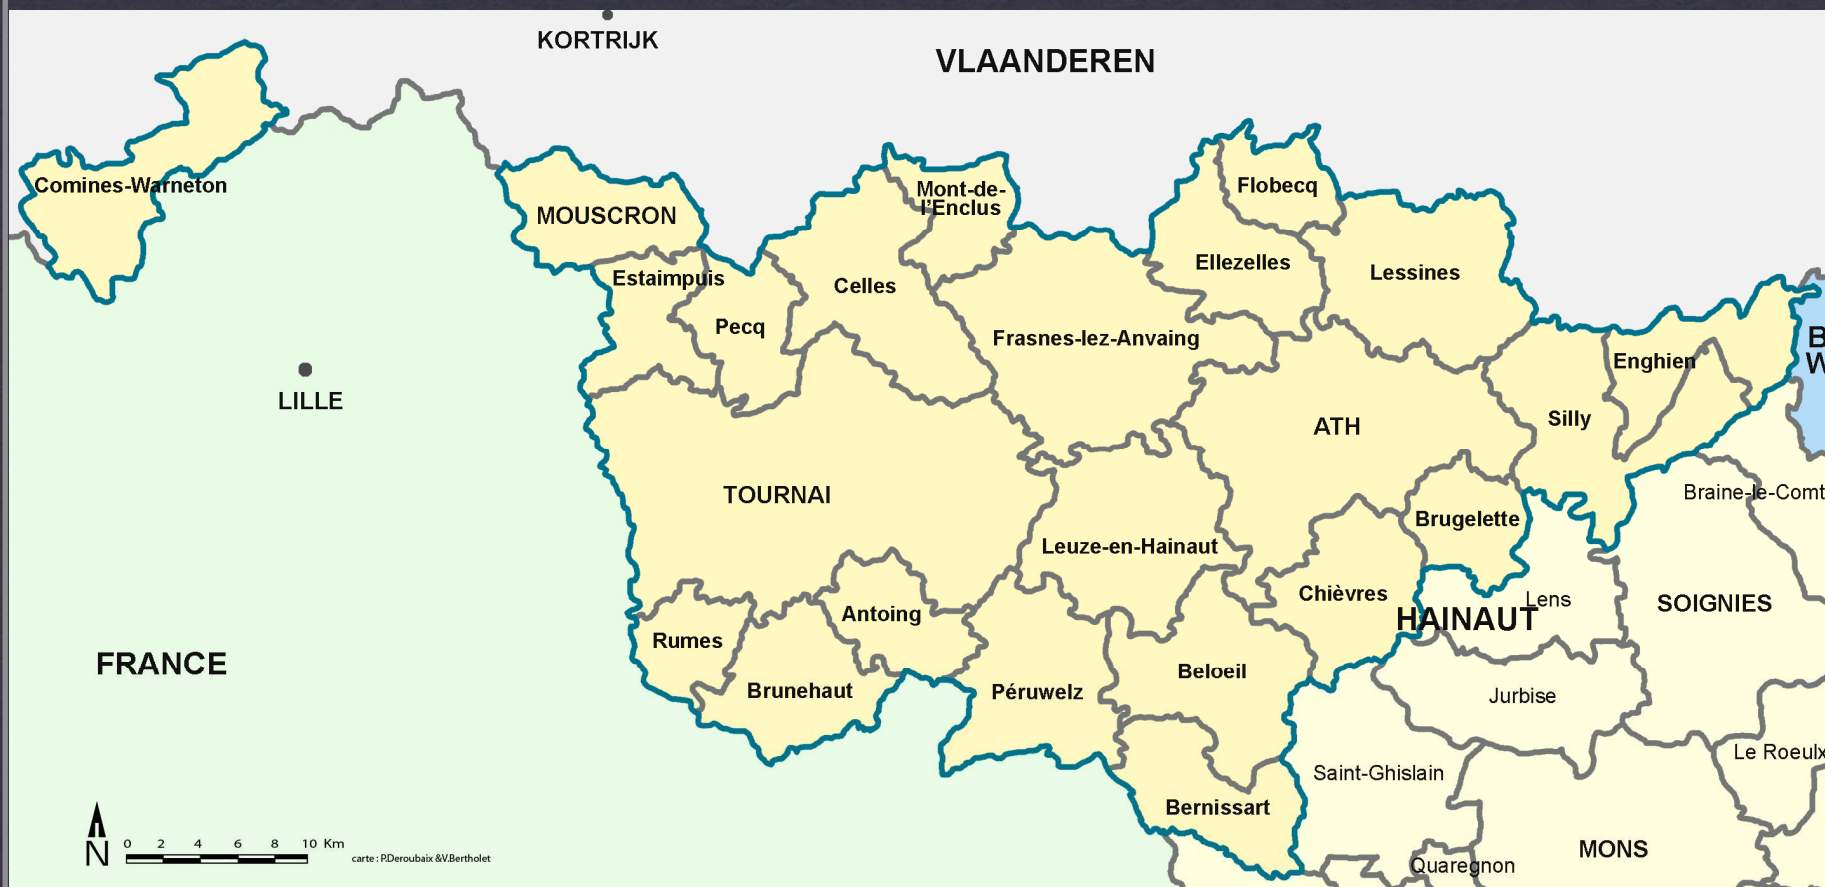 KORTRIJK
VLAANDEREN
Comines-Warneton
MOUSCRON
Mont-de-
l'Enclus
Flobecq
Estaimpuis
Celles
Ellezelles
Lessines
Pecq
Frasnes-lez-Anvaing
B
W
Enghien
LILLE
ATH
Silly
TOURNAI
Braine-le-Comt
Leuze-en-Hainaut
Brugelette
Chièvres
Lens
SOIGNIES
Antoing
HAINAUT
Rumes
FRANCE
Brunehaut
Péruwelz
Beloeil
Jurbise
Saint-Ghislain
Le Roeulx
Bernissart
MONS
Quaregnon
N
0 2 4 6 8 10 Km
carte : P.Deroubaix &V.Bertholet